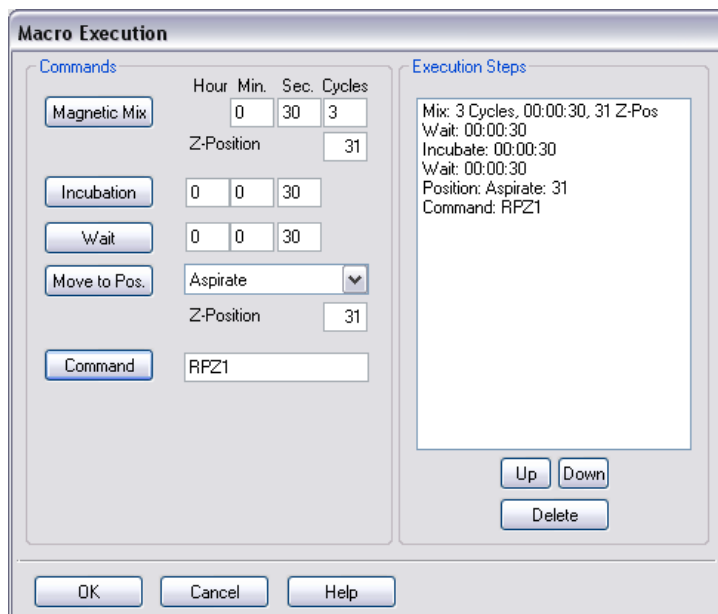 Macro Execution
Commands
Hour Min. Sec. Cycles
Magnetic Mix 0 30 3
Z-Position 31
Incubation 0 0 30
Wait 0 0 30
Move to Pos. Aspirate
Z-Position 31
Command RPZ1
Execution Steps
Mix: 3 Cycles, 00:00:30, 31 Z-Pos
Wait: 00:00:30
Incubate: 00:00:30
Wait: 00:00:30
Position: Aspirate: 31
Command: RPZ1
Up Down
Delete
OK Cancel Help